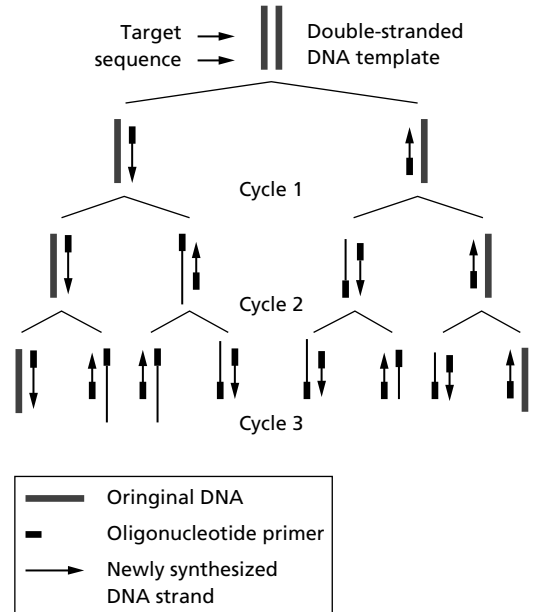 Target
sequence
Double-stranded
DNA template
Cycle 1
Cycle 2
Cycle 3
Oringinal DNA
Oligonucleotide primer
Newly synthesized
DNA strand